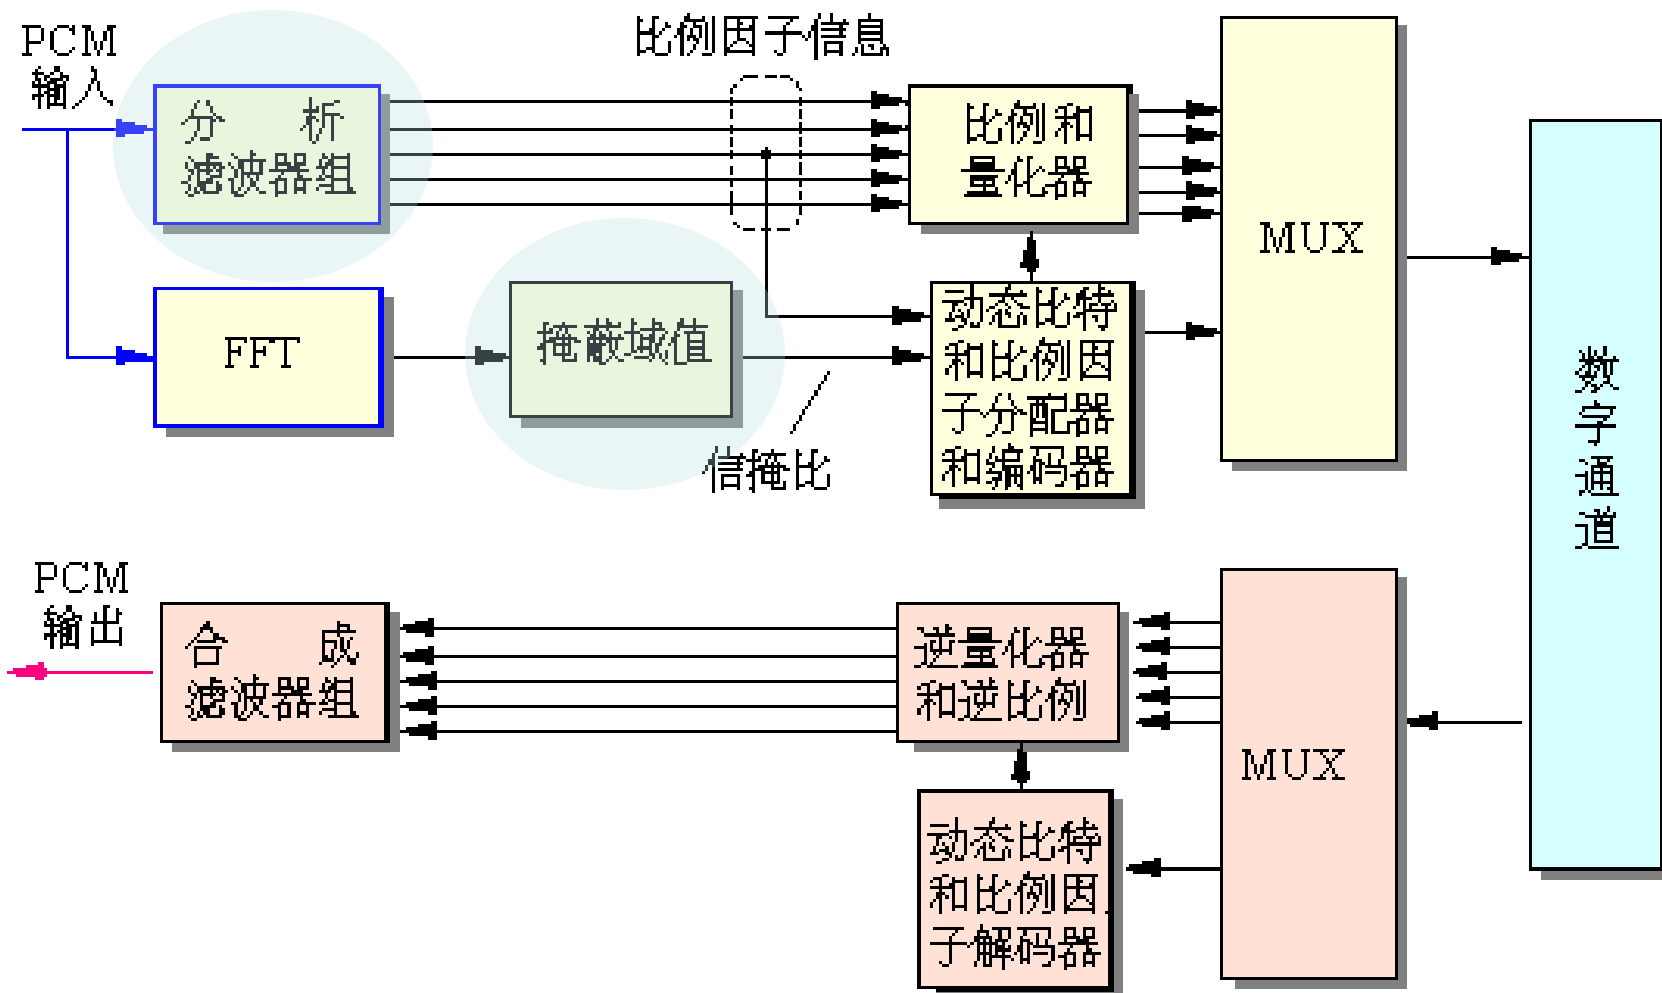 PCM
输入
比例因子信息
分 析
滤波器组
比例和
量化器
MUX
FFT
掩蔽域值
动态比特
和比例因
子分配器
和编码器
信掩比
数
字
通
道
PCM
输出
合 成
滤波器组
逆量化器
和逆比例
MUX
动态比特
和比例因
子解码器